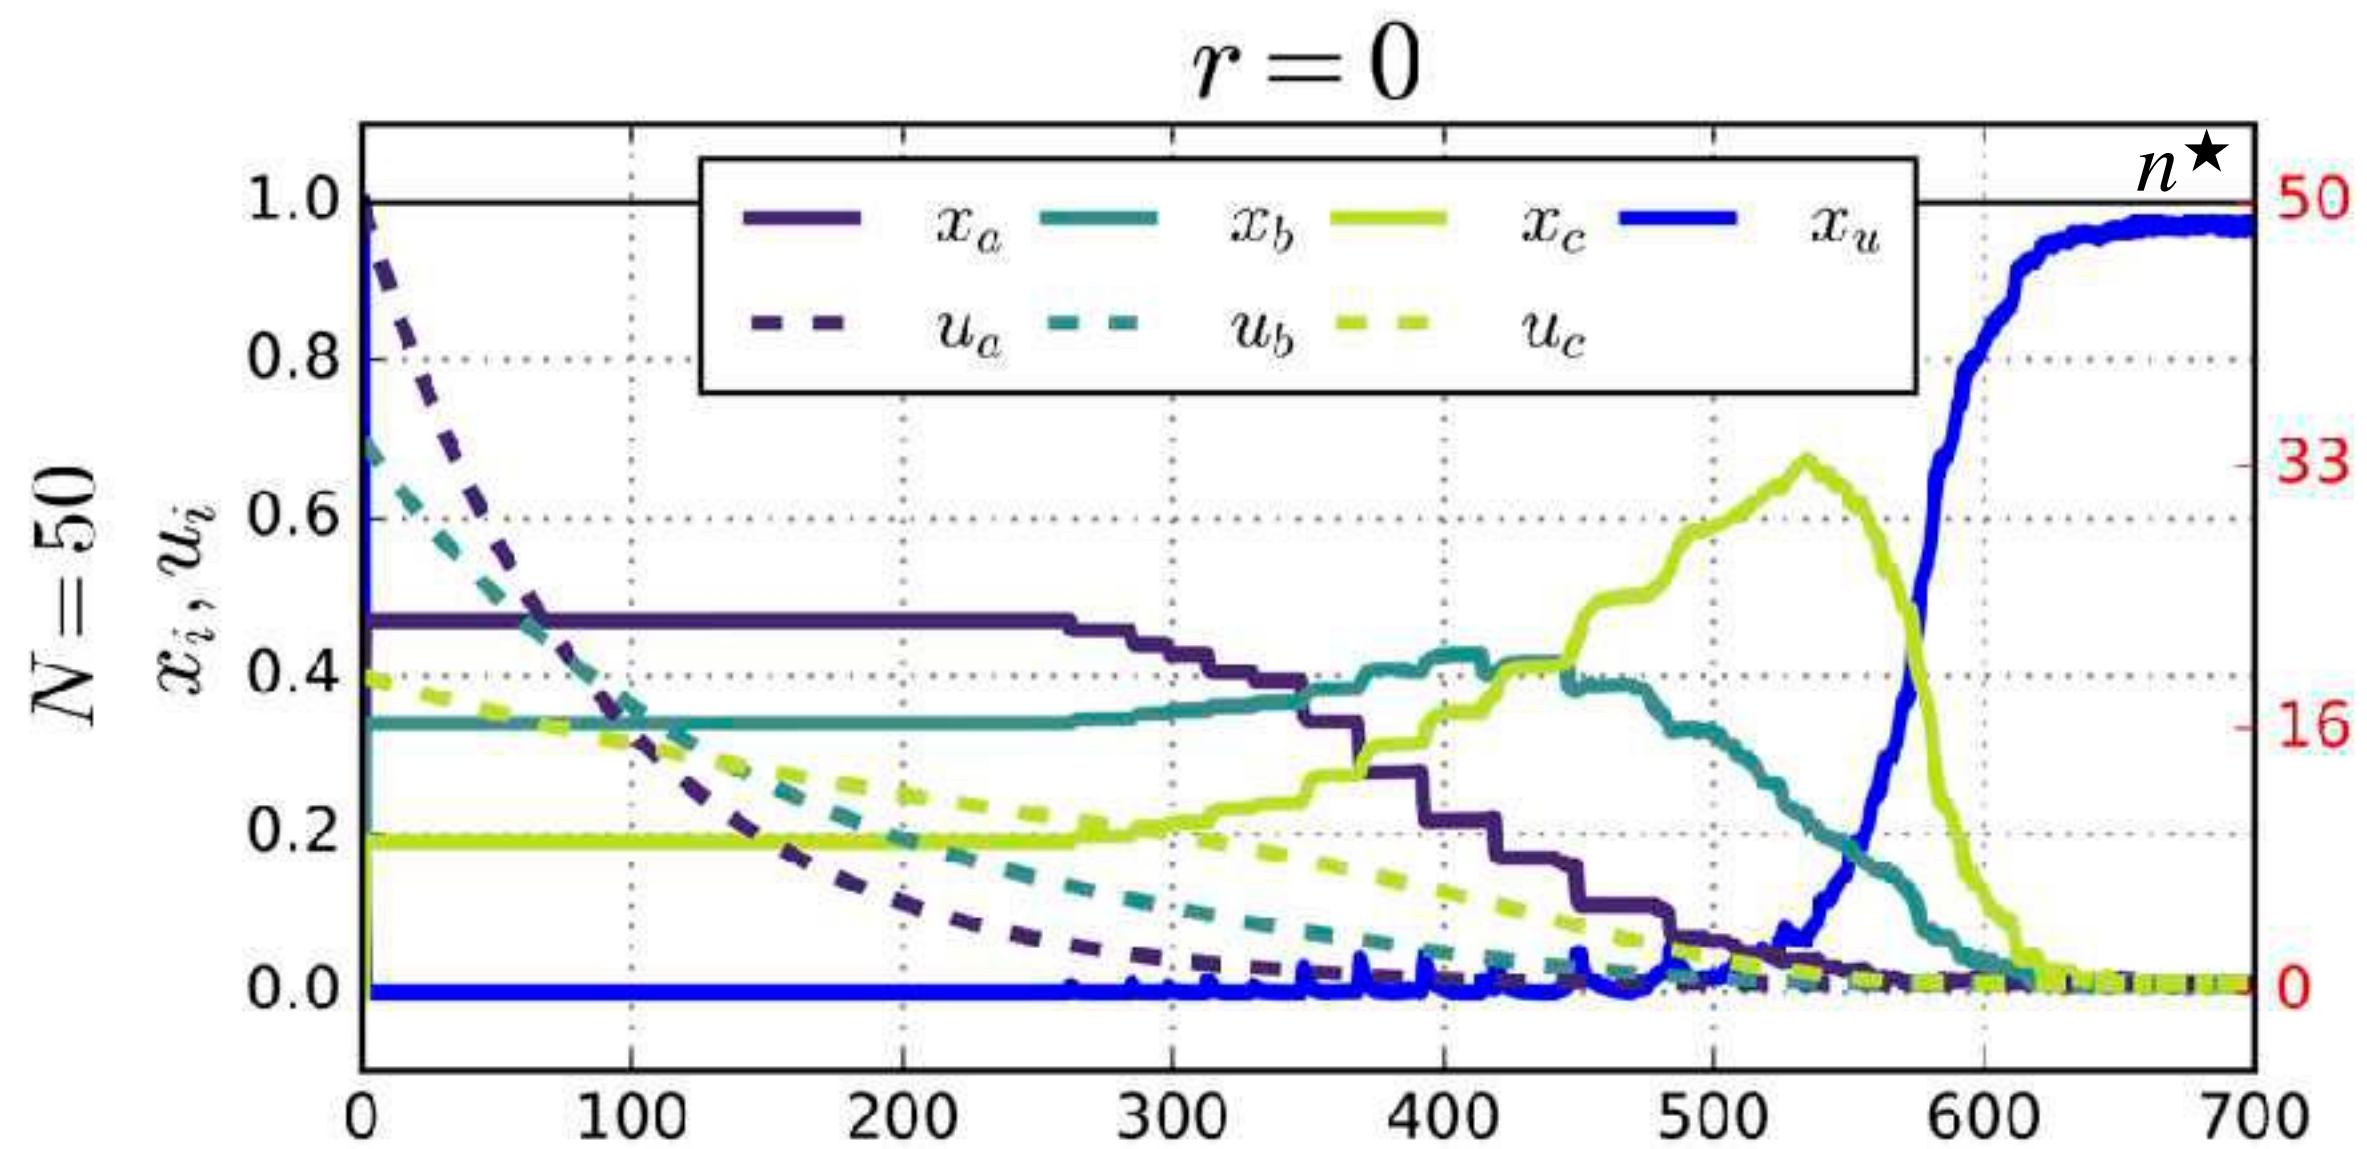 r = 0
n★
1.0
0.8
0.6
0.4
0.2
0.0
N = 50
x_i, u_i
x_a x_b x_c x_u
u_a u_b u_c
50
33
16
0
0 100 200 300 400 500 600 700